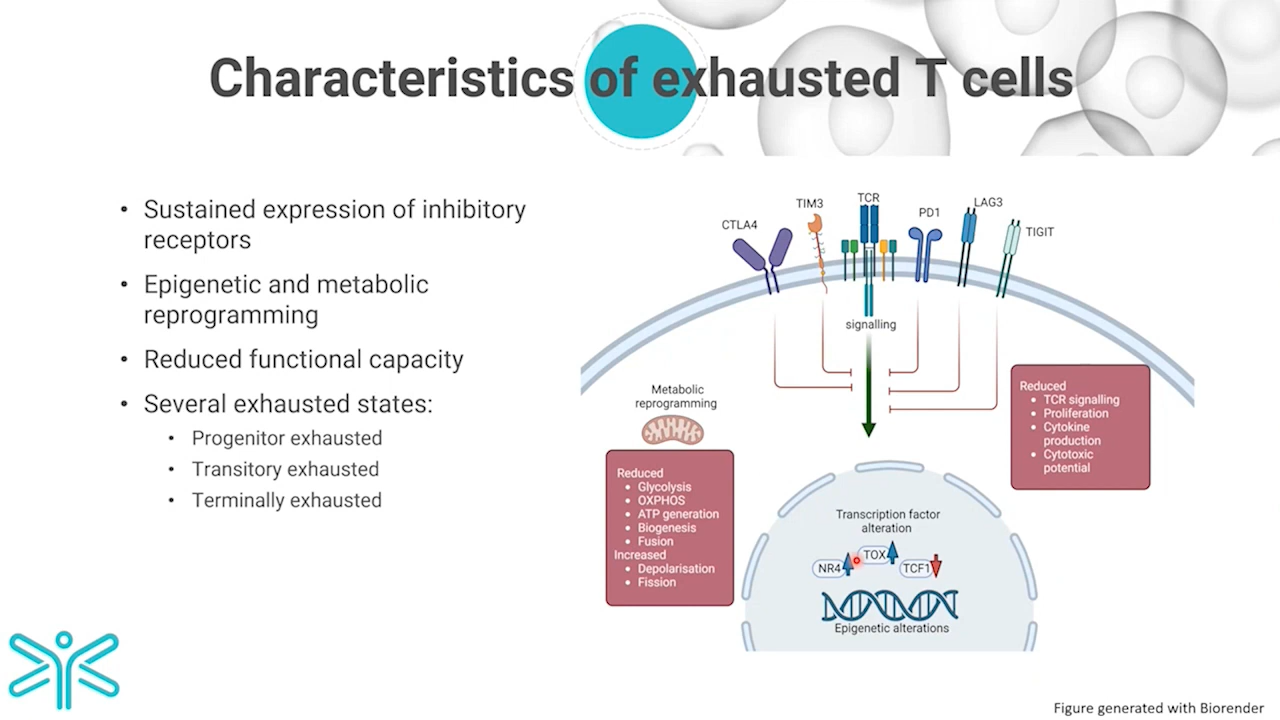 Characteristics of exhausted T cells
Sustained expression of inhibitory
receptors
Epigenetic and metabolic
reprogramming
Reduced functional capacity
Several exhausted states:
Progenitor exhausted
Transitory exhausted
Terminally exhausted
CTLA4
TIM3
TCR
PD1
LAG3
TIGIT
signalling
Metabolic
reprogramming
Reduced
Glycolysis
OXPHOS
ATP generation
Biogenesis
Fusion
Increased
Depolarisation
Fission
Reduced
TCR signalling
Proliferation
Cytokine
production
Cytotoxic
potential
Transcription factor
alteration
NR4
TOX
TCF1
Epigenetic alterations
Figure generated with Biorender